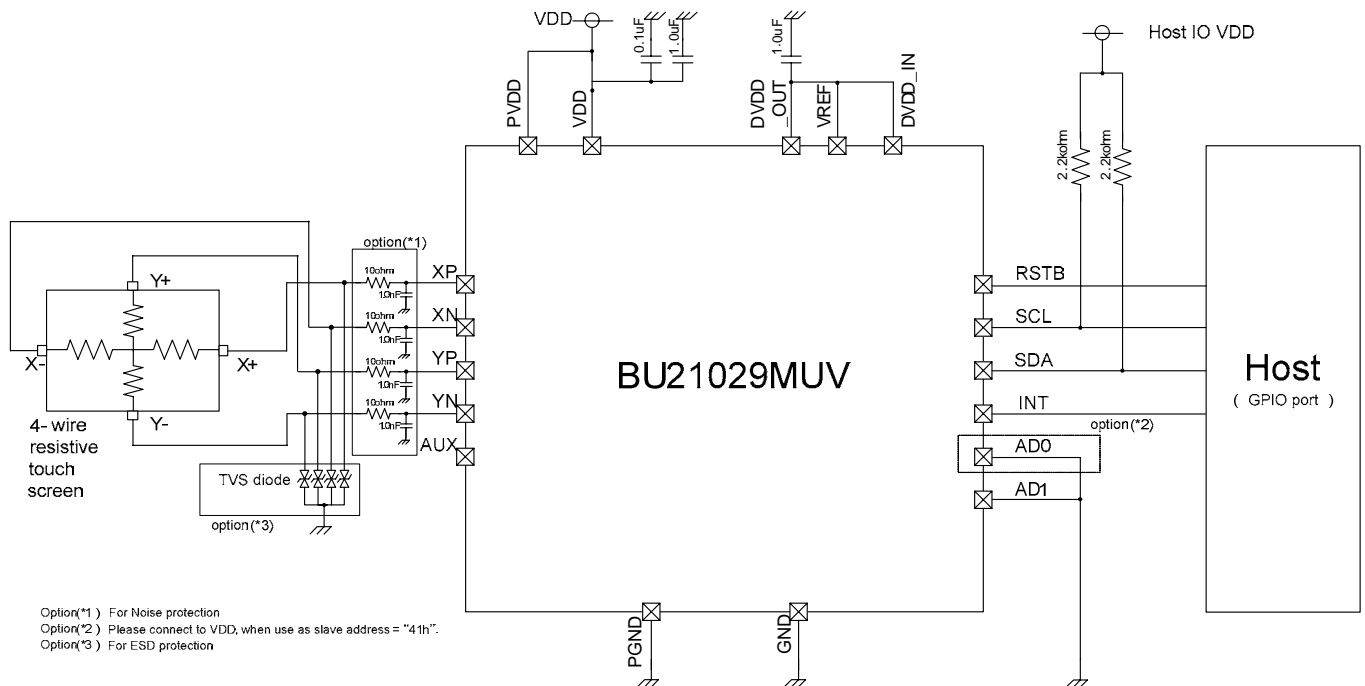 VDD
0.1uF
1.0uF
1.0uF
Host IO VDD
PVDD
VDD
DVDD
_OUT
VREF
DVDD_IN
2.2kohm
2.2kohm
option(*1)
10ohm
1.0nF
XP
10ohm
1.0nF
XN
10ohm
1.0nF
YP
10ohm
1.0nF
YN
AUX
Y+
X-
X+
Y-
4-wire
resistive
touch
screen
TVS diode
option(*3)
BU21029MUV
RSTB
SCL
SDA
INT
option(*2)
AD0
AD1
Host
( GPIO port )
PGND
GND
Option(*1) For Noise protection
Option(*2) Please connect to VDD, when use as slave address = "41h".
Option(*3) For ESD protection